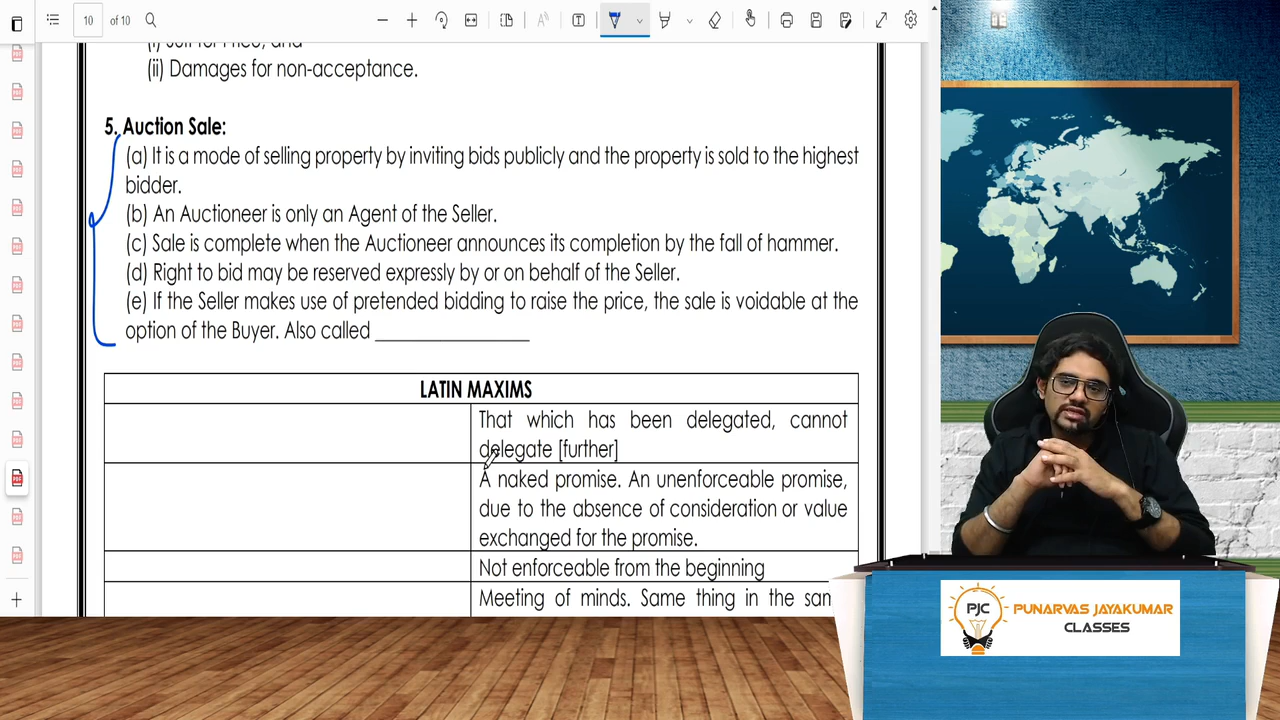 10 of 10
(i) Suit for Price, and
(ii) Damages for non-acceptance.
5. Auction Sale:
(a) It is a mode of selling property by inviting bids publicly and the property is sold to the highest
bidder.
(b) An Auctioneer is only an Agent of the Seller.
(c) Sale is complete when the Auctioneer announces its completion by the fall of hammer.
(d) Right to bid may be reserved expressly by or on behalf of the Seller.
(e) If the Seller makes use of pretended bidding to raise the price, the sale is voidable at the
option of the Buyer. Also called ________________
LATIN MAXIMS
That which has been delegated, cannot
delegate [further]
A naked promise. An unenforceable promise,
due to the absence of consideration or value
exchanged for the promise.
Not enforceable from the beginning
Meeting of minds. Same thing in the
PJC
PUNARVAS JAYAKUMAR
CLASSES